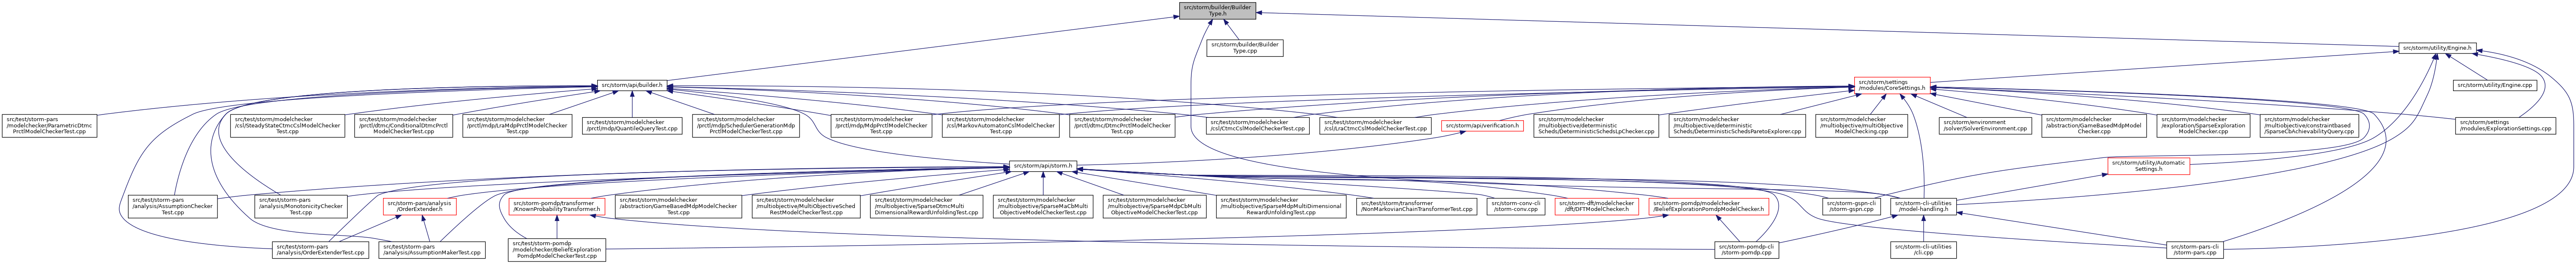 src/storm/builder/Builder
Type.h
src/storm/builder/Builder
Type.cpp
src/storm/utility/Engine.h
src/storm/api/builder.h
src/storm/settings
/modules/CoreSettings.h
src/storm/utility/Engine.cpp
src/test/storm-pars
/modelchecker/ParametricDtmc
PrctlModelCheckerTest.cpp
src/test/storm/modelchecker
/csl/SteadyStateCtmcCslModelChecker
Test.cpp
src/test/storm/modelchecker
/prctl/dtmc/ConditionalDtmcPrctl
ModelCheckerTest.cpp
src/test/storm/modelchecker
/prctl/mdp/LraMdpPrctlModelChecker
Test.cpp
src/test/storm/modelchecker
/prctl/mdp/QuantileQueryTest.cpp
src/test/storm/modelchecker
/prctl/mdp/SchedulerGenerationMdp
PrctlModelCheckerTest.cpp
src/test/storm/modelchecker
/prctl/mdp/MdpPrctlModelChecker
Test.cpp
src/test/storm/modelchecker
/csl/MarkovAutomatonCslModelChecker
Test.cpp
src/test/storm/modelchecker
/prctl/dtmc/DtmcPrctlModelChecker
Test.cpp
src/test/storm/modelchecker
/csl/CtmcCslModelCheckerTest.cpp
src/test/storm/modelchecker
/csl/LraCtmcCslModelCheckerTest.cpp
src/storm/api/verification.h
src/storm/modelchecker
/multiobjective/deterministic
Scheds/DeterministicSchedsLpChecker.cpp
src/storm/modelchecker
/multiobjective/deterministic
Scheds/DeterministicSchedsParetoExplorer.cpp
src/storm/modelchecker
/multiobjective/multiObjective
ModelChecking.cpp
src/storm/environment
/solver/SolverEnvironment.cpp
src/storm/modelchecker
/abstraction/GameBasedMdpModel
Checker.cpp
src/storm/modelchecker
/exploration/SparseExploration
ModelChecker.cpp
src/storm/modelchecker
/multiobjective/constraintbased
/SparseCbAchievabilityQuery.cpp
src/storm/settings
/modules/ExplorationSettings.cpp
src/storm/api/storm.h
src/storm/utility/Automatic
Settings.h
src/test/storm-pars
/analysis/AssumptionChecker
Test.cpp
src/test/storm-pars
/analysis/MonotonicityChecker
Test.cpp
src/storm-pars/analysis
/OrderExtender.h
src/storm-pomdp/transformer
/KnownProbabilityTransformer.h
src/test/storm/modelchecker
/abstraction/GameBasedMdpModelChecker
Test.cpp
src/test/storm/modelchecker
/multiobjective/MultiObjectiveSched
RestModelCheckerTest.cpp
src/test/storm/modelchecker
/multiobjective/SparseDtmcMulti
DimensionalRewardUnfoldingTest.cpp
src/test/storm/modelchecker
/multiobjective/SparseMaCbMulti
ObjectiveModelCheckerTest.cpp
src/test/storm/modelchecker
/multiobjective/SparseMdpCbMulti
ObjectiveModelCheckerTest.cpp
src/test/storm/modelchecker
/multiobjective/SparseMdpMultiDimensional
RewardUnfoldingTest.cpp
src/test/storm/transformer
/NonMarkovianChainTransformerTest.cpp
src/storm-conv-cli
/storm-conv.cpp
src/storm-dft/modelchecker
/dft/DFTModelChecker.h
src/storm-pomdp/modelchecker
/BeliefExplorationPomdpModelChecker.h
src/storm-gspn-cli
/storm-gspn.cpp
src/storm-cli-utilities
/model-handling.h
src/test/storm-pars
/analysis/OrderExtenderTest.cpp
src/test/storm-pars
/analysis/AssumptionMakerTest.cpp
src/test/storm-pomdp
/modelchecker/BeliefExploration
PomdpModelCheckerTest.cpp
src/storm-pomdp-cli
/storm-pomdp.cpp
src/storm-cli-utilities
/cli.cpp
src/storm-pars-cli
/storm-pars.cpp